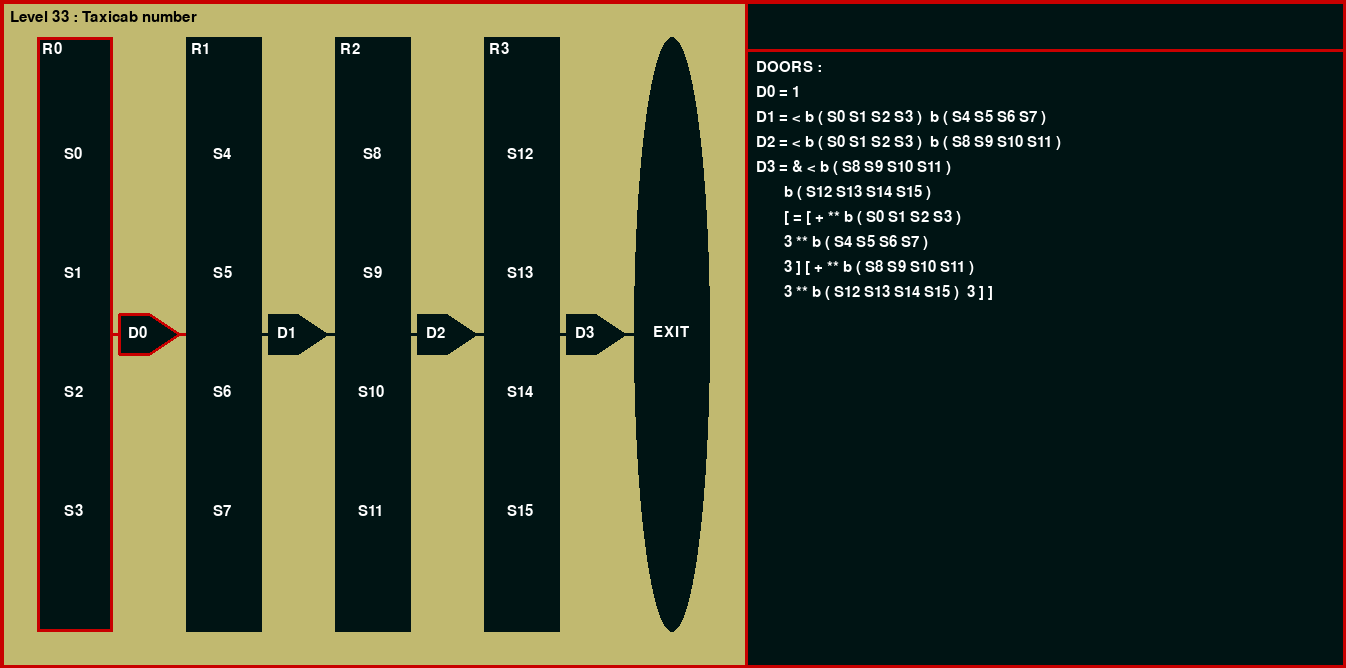 Level 33 : Taxicab number
R0
R1
R2
R3
S0
S4
S8
S12
S1
S5
S9
S13
D0
D1
D2
D3
EXIT
S2
S6
S10
S14
S3
S7
S11
S15
DOORS :
D0 = 1
D1 = < b ( S0 S1 S2 S3 )  b ( S4 S5 S6 S7 )
D2 = < b ( S0 S1 S2 S3 )  b ( S8 S9 S10 S11 )
D3 = & < b ( S8 S9 S10 S11 )
b ( S12 S13 S14 S15 )
[ = [ + ** b ( S0 S1 S2 S3 )
3 ** b ( S4 S5 S6 S7 )
3 ] [ + ** b ( S8 S9 S10 S11 )
3 ** b ( S12 S13 S14 S15 )  3 ] ]